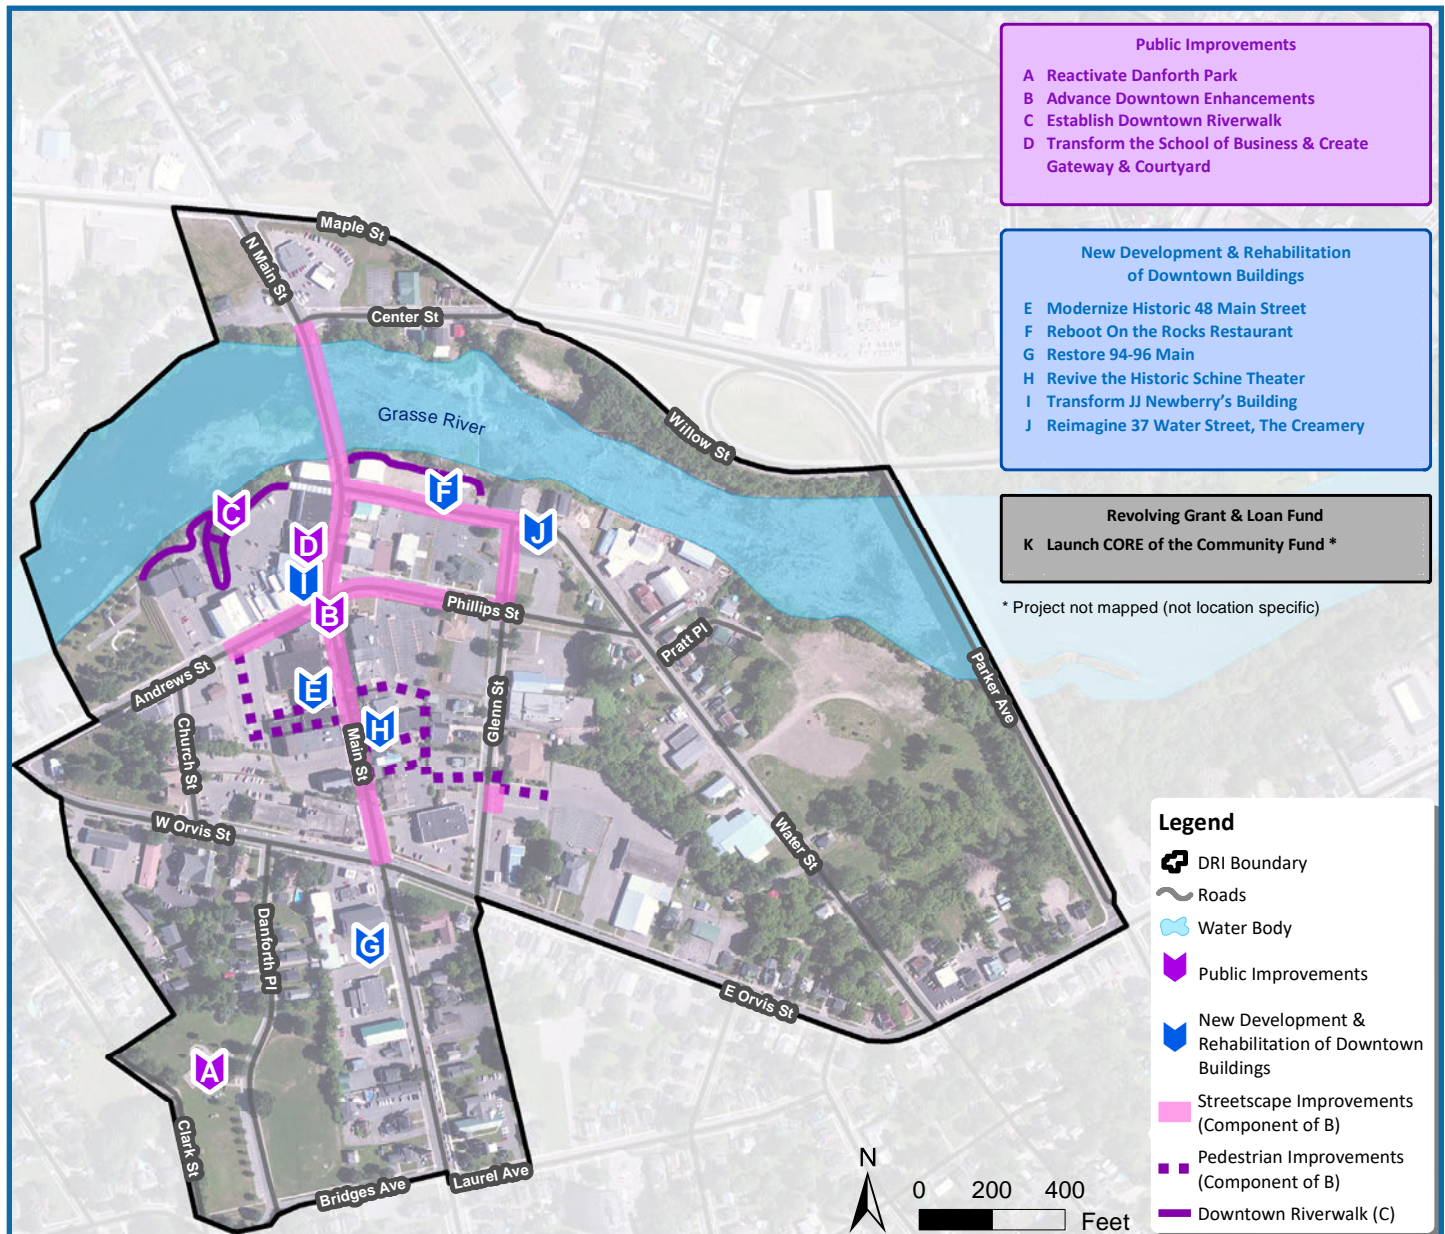 Public Improvements
A Reactivate Danforth Park
B Advance Downtown Enhancements
C Establish Downtown Riverwalk
D Transform the School of Business & Create
Gateway & Courtyard
New Development & Rehabilitation
of Downtown Buildings
E Modernize Historic 48 Main Street
F Reboot On the Rocks Restaurant
G Restore 94-96 Main
H Revive the Historic Schine Theater
I Transform JJ Newberry's Building
J Reimagine 37 Water Street, The Creamery
Revolving Grant & Loan Fund
K Launch CORE of the Community Fund *
* Project not mapped (not location specific)
Maple St
N Main St
Center St
Grasse River
Willow St
C
F
D
J
I
B
Phillips St
Pratt Pl
Parker Ave
Andrews St
E
Glenn St
Church St
H
Main St
W Orvis St
Water St
Danforth Pl
G
E Orvis St
A
Clark St
Bridges Ave
Laurel Ave
Legend
DRI Boundary
Roads
Water Body
Public Improvements
New Development &
Rehabilitation of Downtown
Buildings
Streetscape Improvements
(Component of B)
Pedestrian Improvements
(Component of B)
Downtown Riverwalk (C)
N
0 200 400
Feet